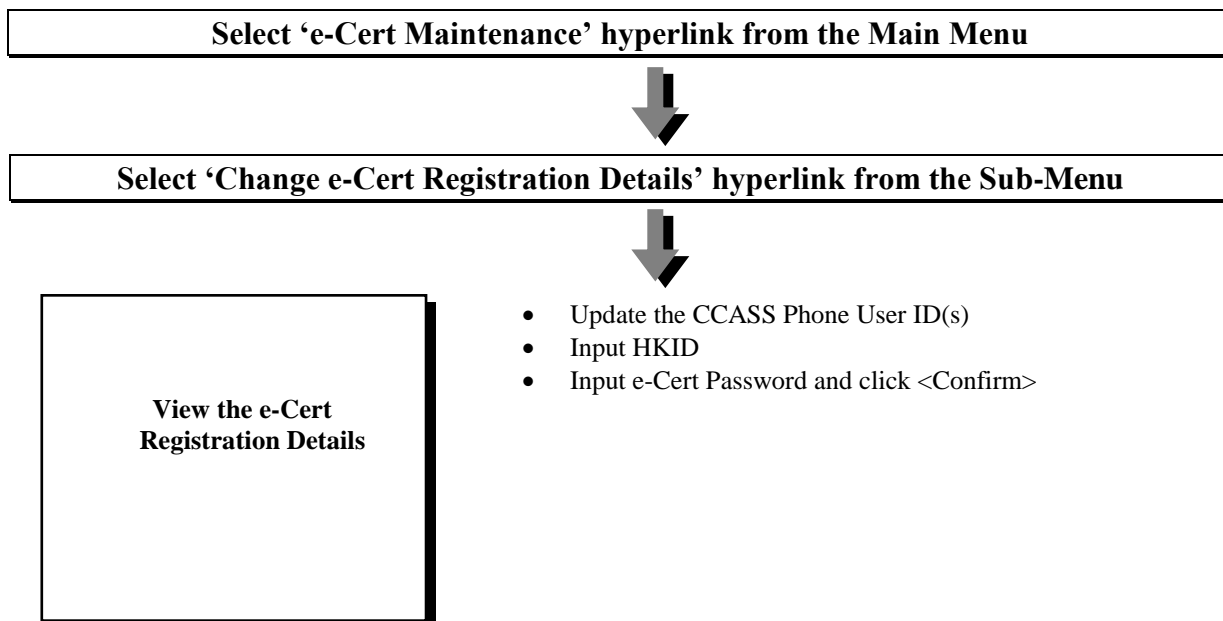 Select ‘e-Cert Maintenance’ hyperlink from the Main Menu
Select ‘Change e-Cert Registration Details’ hyperlink from the Sub-Menu
View the e-Cert
Registration Details
• Update the CCASS Phone User ID(s)
• Input HKID
• Input e-Cert Password and click <Confirm>